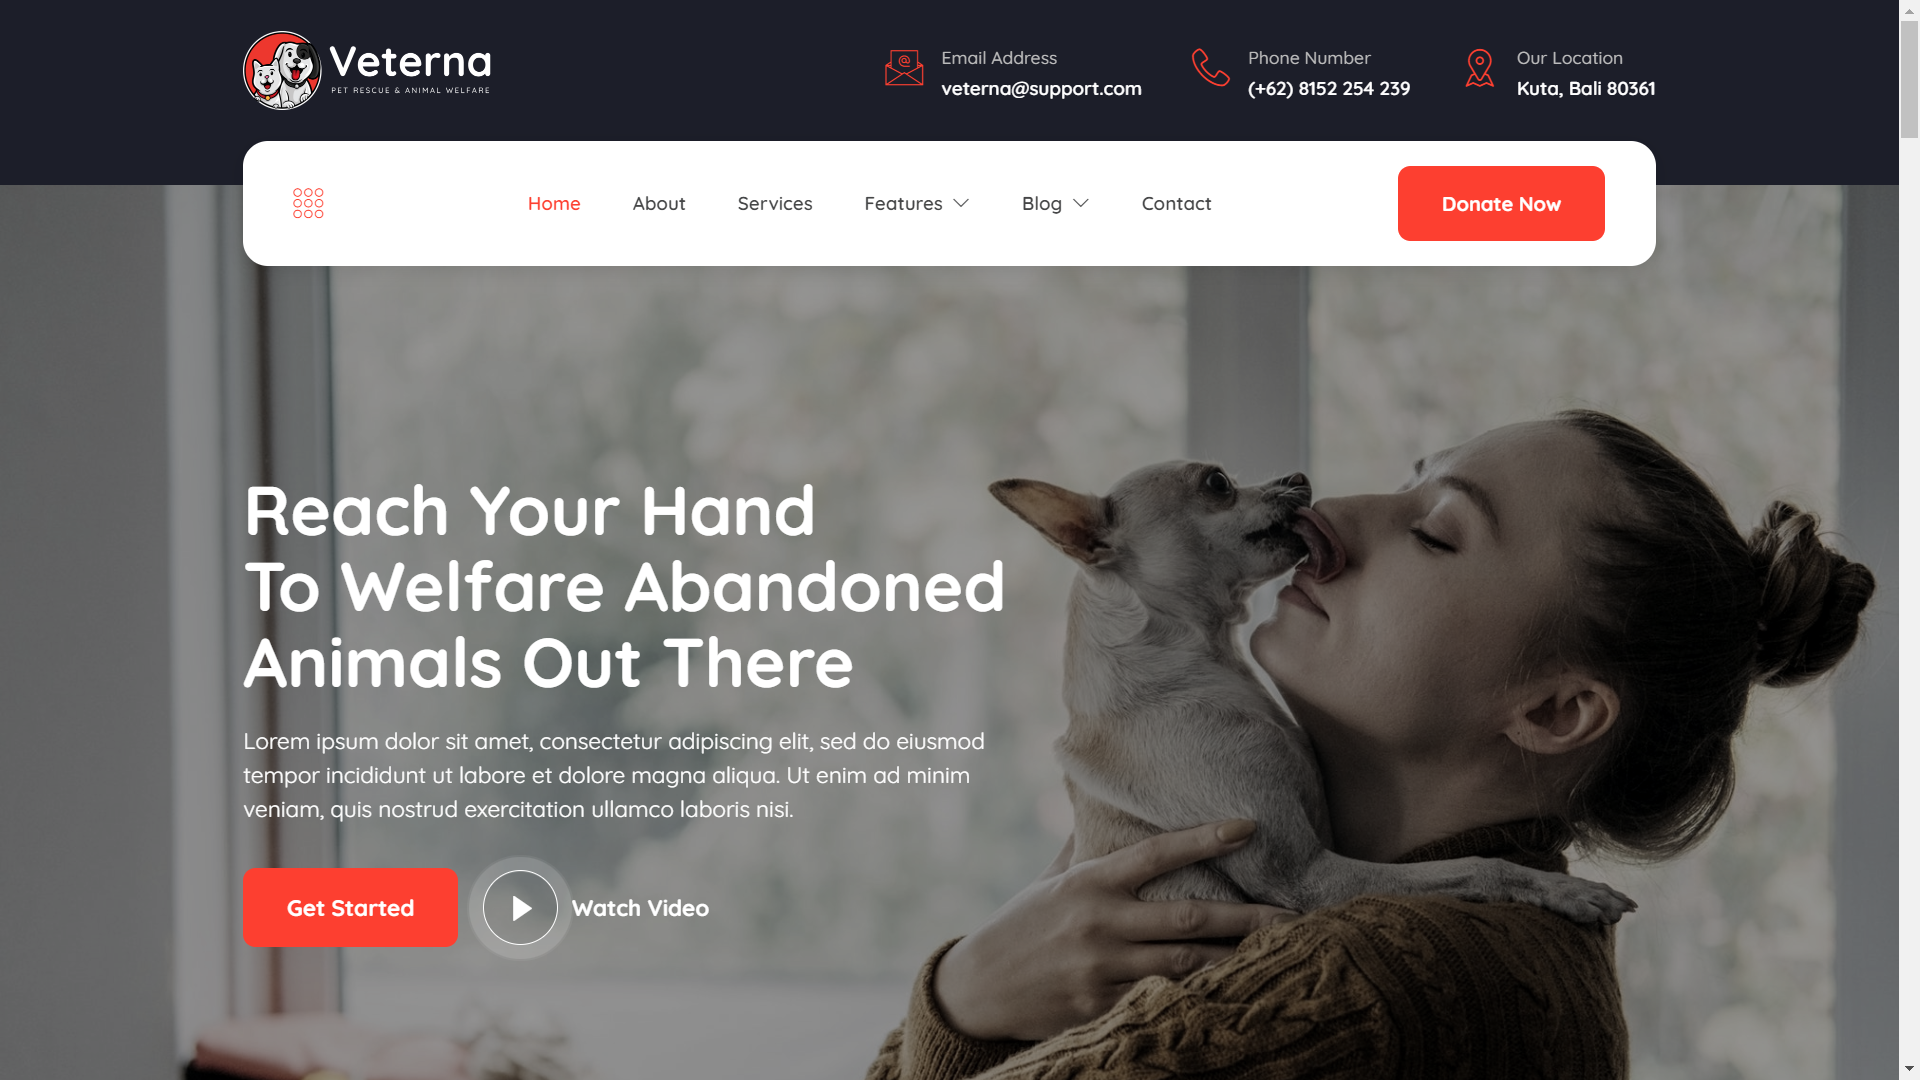 Veterna
PET RESCUE & ANIMAL WELFARE
Email Address
veterna@support.com
Phone Number
(+62) 8152 254 239
Our Location
Kuta, Bali 80361
Home
About
Services
Features
Blog
Contact
Donate Now
Reach Your Hand
To Welfare Abandoned
Animals Out There
Lorem ipsum dolor sit amet, consectetur adipiscing elit, sed do eiusmod
tempor incididunt ut labore et dolore magna aliqua. Ut enim ad minim
veniam, quis nostrud exercitation ullamco laboris nisi.
Get Started
Watch Video